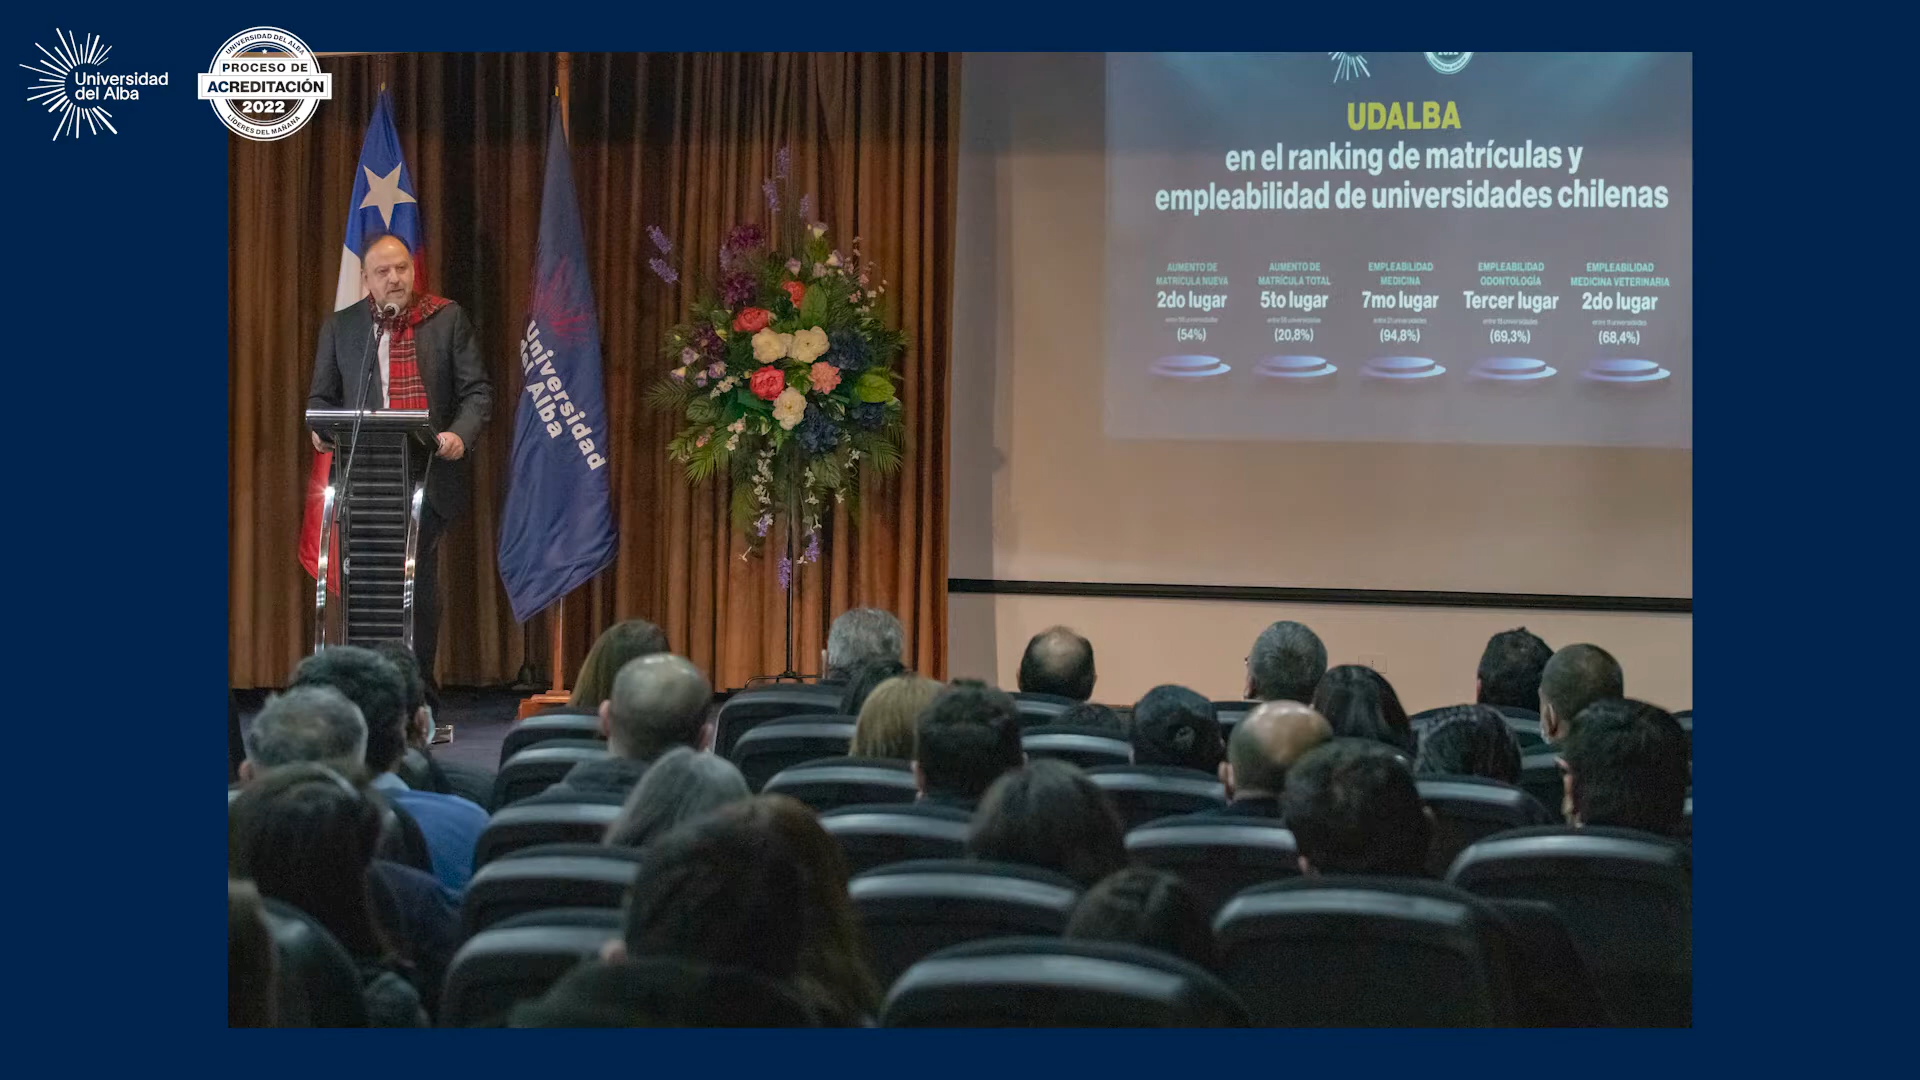 Universidad
del Alba
UNIVERSIDAD DEL ALBA
PROCESO DE
ACREDITACIÓN
2022
LÍDERES DEL MAÑANA
UDALBA
en el ranking de matrículas y
empleabilidad de universidades chilenas
AUMENTO DE
MATRÍCULA NUEVA
2do lugar
(54%)
AUMENTO DE
MATRÍCULA TOTAL
5to lugar
(20,8%)
EMPLEABILIDAD
MEDICINA
7mo lugar
(94,8%)
EMPLEABILIDAD
ODONTOLOGÍA
Tercer lugar
(69,3%)
EMPLEABILIDAD
MEDICINA VETERINARIA
2do lugar
(68,4%)
Universidad
del Alba